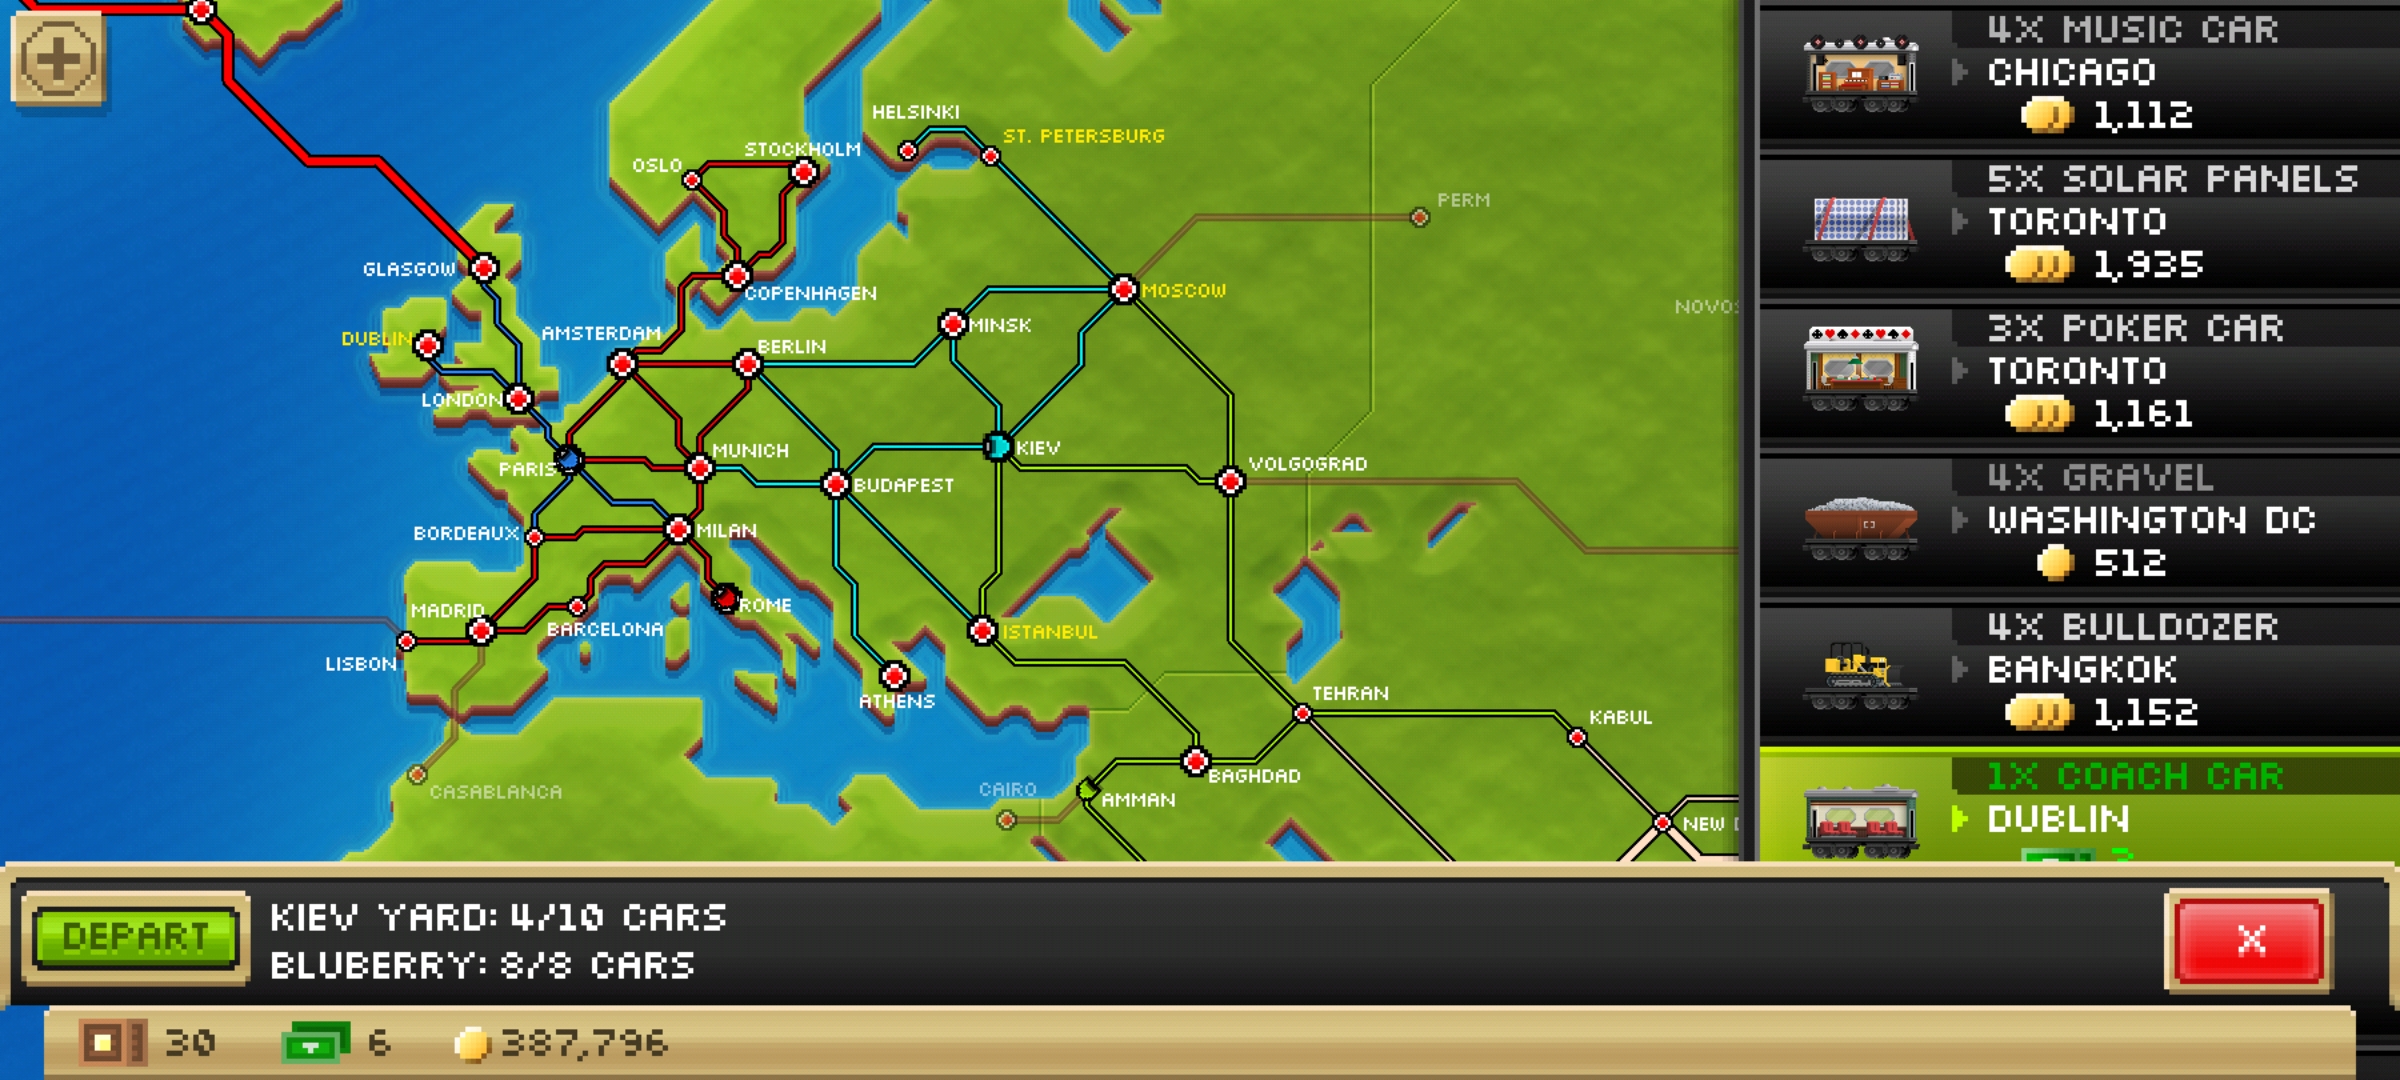 HELSINKI
ST. PETERSBURG
STOCKHOLM
OSLO
PERM
GLASGOW
COPENHAGEN
MOSCOW
DUBLIN
AMSTERDAM
MINSK
BERLIN
LONDON
PARIS
MUNICH
KIEV
VOLGOGRAD
BUDAPEST
BORDEAUX
MILAN
MADRID
ROME
BARCELONA
ISTANBUL
LISBON
ATHENS
TEHRAN
KABUL
CASABLANCA
CAIRO
AMMAN
BAGHDAD
NEW
4X MUSIC CAR
CHICAGO
1,112
5X SOLAR PANELS
TORONTO
1,935
3X POKER CAR
TORONTO
1,161
4X GRAVEL
WASHINGTON DC
512
4X BULLDOZER
BANGKOK
1,152
1X COACH CAR
DUBLIN
DEPART
KIEV YARD: 4/10 CARS
BLUBERRY: 8/8 CARS
X
30
6
387,796